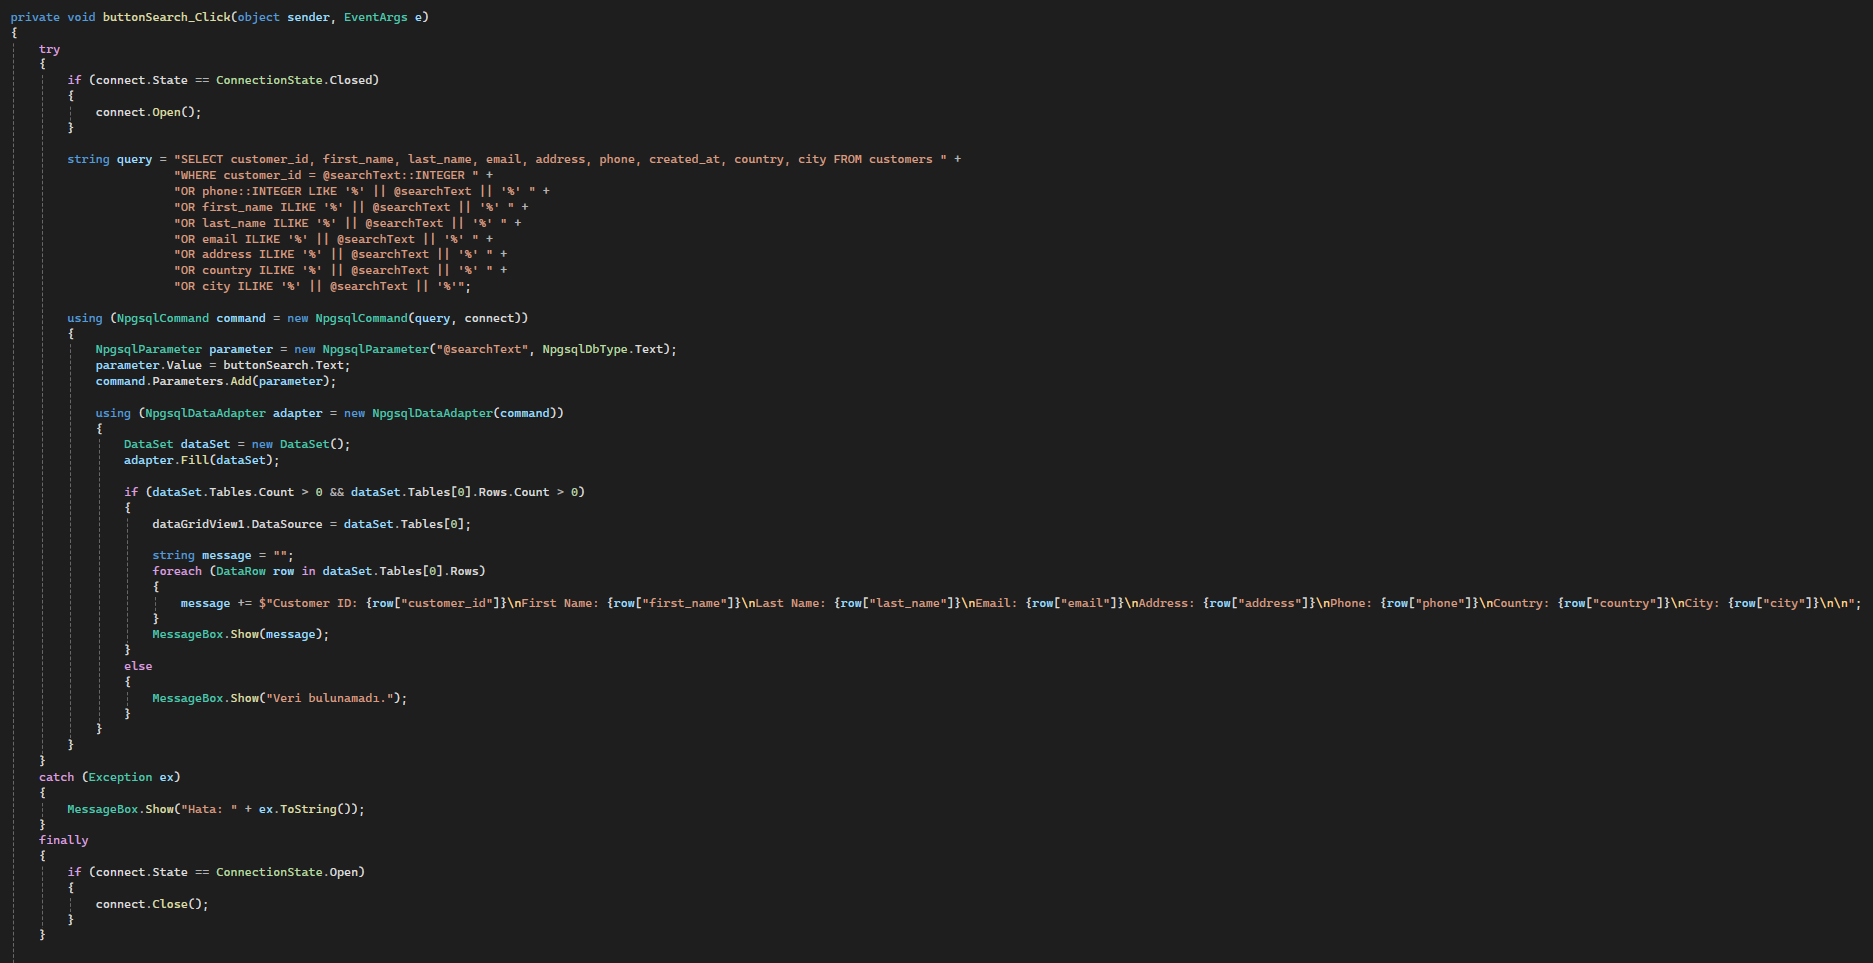 private void buttonSearch_Click(object sender, EventArgs e)
{
try
{
if (connect.State == ConnectionState.Closed)
{
connect.Open();
}
string query = "SELECT customer_id, first_name, last_name, email, address, phone, created_at, country, city FROM customers " +
"WHERE customer_id = @searchText::INTEGER " +
"OR phone::INTEGER LIKE '%' || @searchText || '%' " +
"OR first_name ILIKE '%' || @searchText || '%' " +
"OR last_name ILIKE '%' || @searchText || '%' " +
"OR email ILIKE '%' || @searchText || '%' " +
"OR address ILIKE '%' || @searchText || '%' " +
"OR country ILIKE '%' || @searchText || '%' " +
"OR city ILIKE '%' || @searchText || '%'";
using (NpgsqlCommand command = new NpgsqlCommand(query, connect))
{
NpgsqlParameter parameter = new NpgsqlParameter("@searchText", NpgsqlDbType.Text);
parameter.Value = buttonSearch.Text;
command.Parameters.Add(parameter);
using (NpgsqlDataAdapter adapter = new NpgsqlDataAdapter(command))
{
DataSet dataSet = new DataSet();
adapter.Fill(dataSet);
if (dataSet.Tables.Count > 0 && dataSet.Tables[0].Rows.Count > 0)
{
dataGridView1.DataSource = dataSet.Tables[0];
string message = "";
foreach (DataRow row in dataSet.Tables[0].Rows)
{
message += $"Customer ID: {row["customer_id"]}\nFirst Name: {row["first_name"]}\nLast Name: {row["last_name"]}\nEmail: {row["email"]}\nAddress: {row["address"]}\nPhone: {row["phone"]}\nCountry: {row["country"]}\nCity: {row["city"]}\n\n";
}
MessageBox.Show(message);
}
else
{
MessageBox.Show("Veri bulunamadı.");
}
}
}
}
catch (Exception ex)
{
MessageBox.Show("Hata: " + ex.ToString());
}
finally
{
if (connect.State == ConnectionState.Open)
{
connect.Close();
}
}